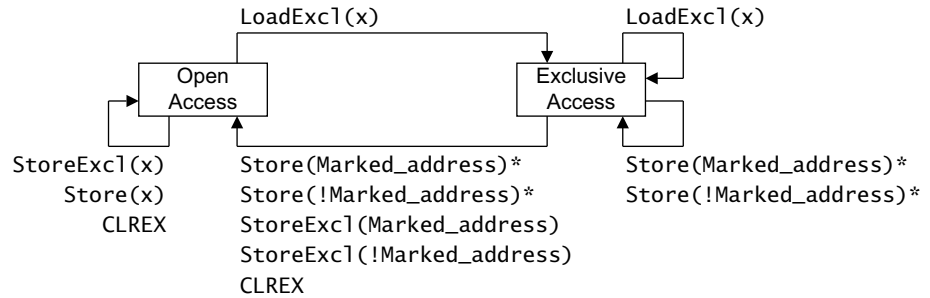 LoadExcl(x)
LoadExcl(x)
Open
Access
Exclusive
Access
StoreExcl(x)
Store(x)
CLREX
Store(Marked_address)*
Store(!Marked_address)*
StoreExcl(Marked_address)
StoreExcl(!Marked_address)
CLREX
Store(Marked_address)*
Store(!Marked_address)*